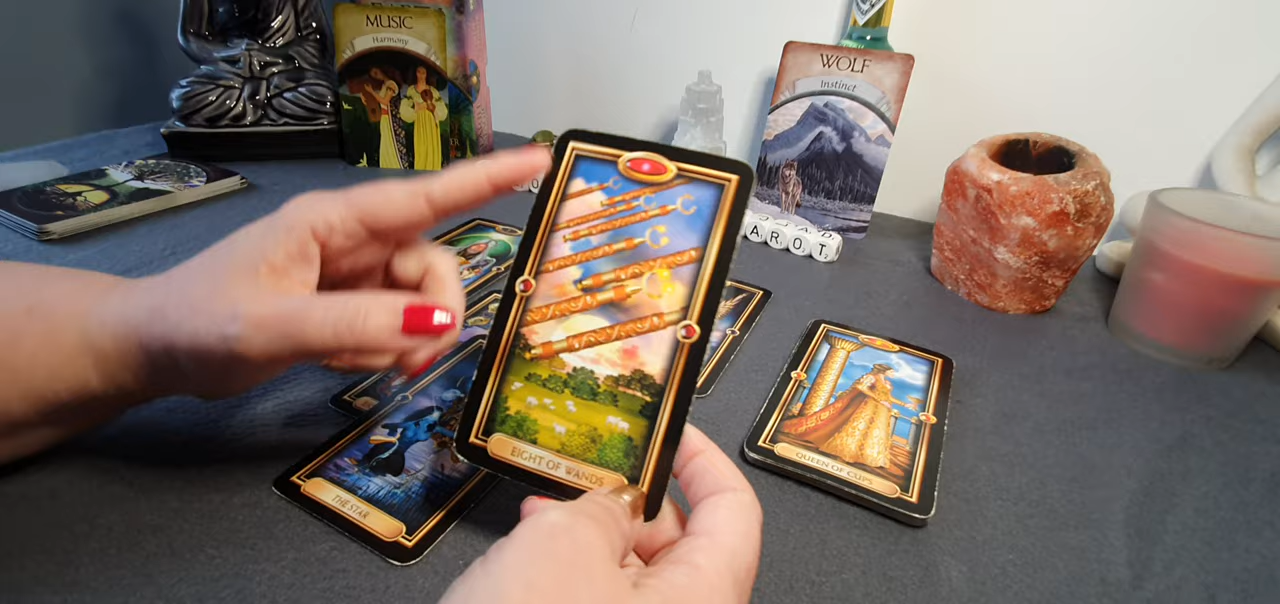 MUSIC
Harmony
WOLF
Instinct
AROT
EIGHT OF WANDS
QUEEN OF CUPS
THE STAR